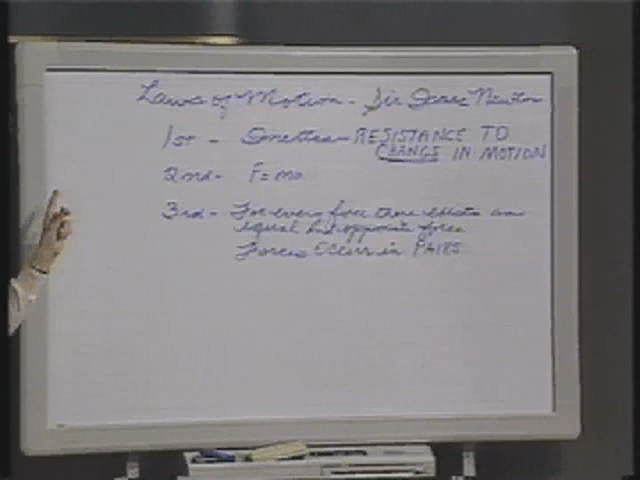 Laws of Motion - Sir Isaac Newton
1st - Inertia - RESISTANCE TO
CHANGE IN MOTION
2nd - F = ma
3rd - For every force there exists an
equal but opposite force
Forces Occur in PAIRS